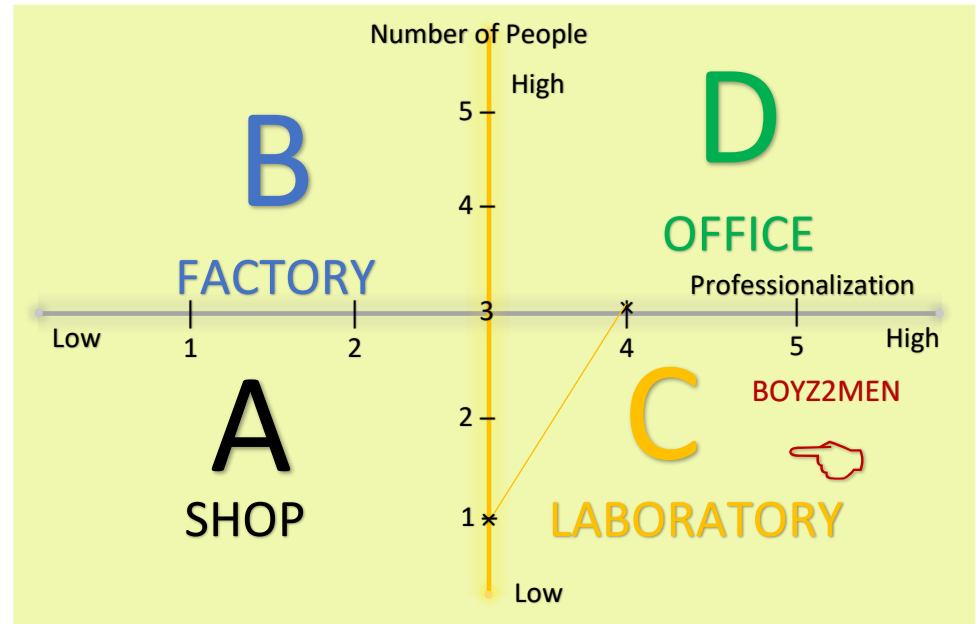 Number of People
High
D
B
5
4
OFFICE
FACTORY
Professionalization
3
Low
1
2
4
5
High
A
C
BOYZ2MEN
2
SHOP
1
LABORATORY
Low